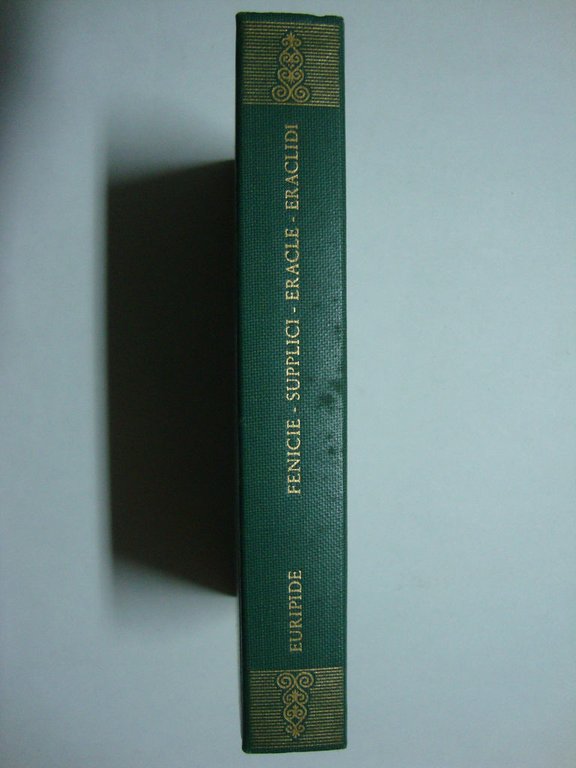 EURIPIDE
FENICIE - SUPPLICI - ERACLE - ERACLIDI